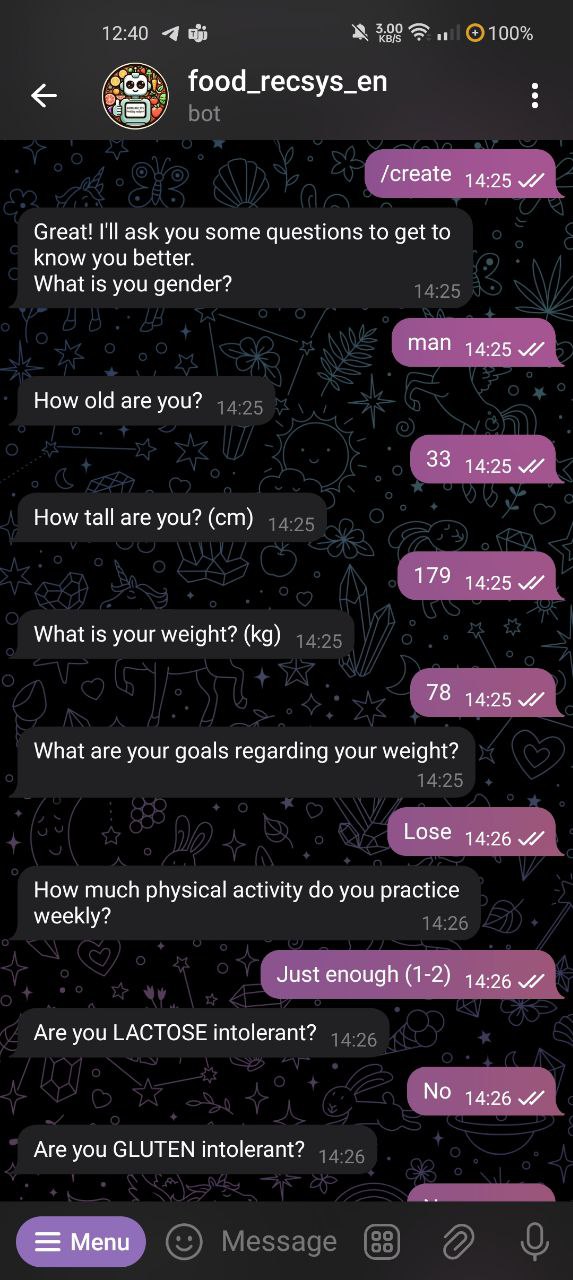 12:40
3.00 KB/S
100%
food_recsys_en
bot
/create 14:25
Great! I'll ask you some questions to get to
know you better.
What is you gender? 14:25
man 14:25
How old are you? 14:25
33 14:25
How tall are you? (cm) 14:25
179 14:25
What is your weight? (kg) 14:25
78 14:25
What are your goals regarding your weight?
14:25
Lose 14:26
How much physical activity do you practice
weekly? 14:26
Just enough (1-2) 14:26
Are you LACTOSE intolerant? 14:26
No 14:26
Are you GLUTEN intolerant? 14:26
Menu
Message